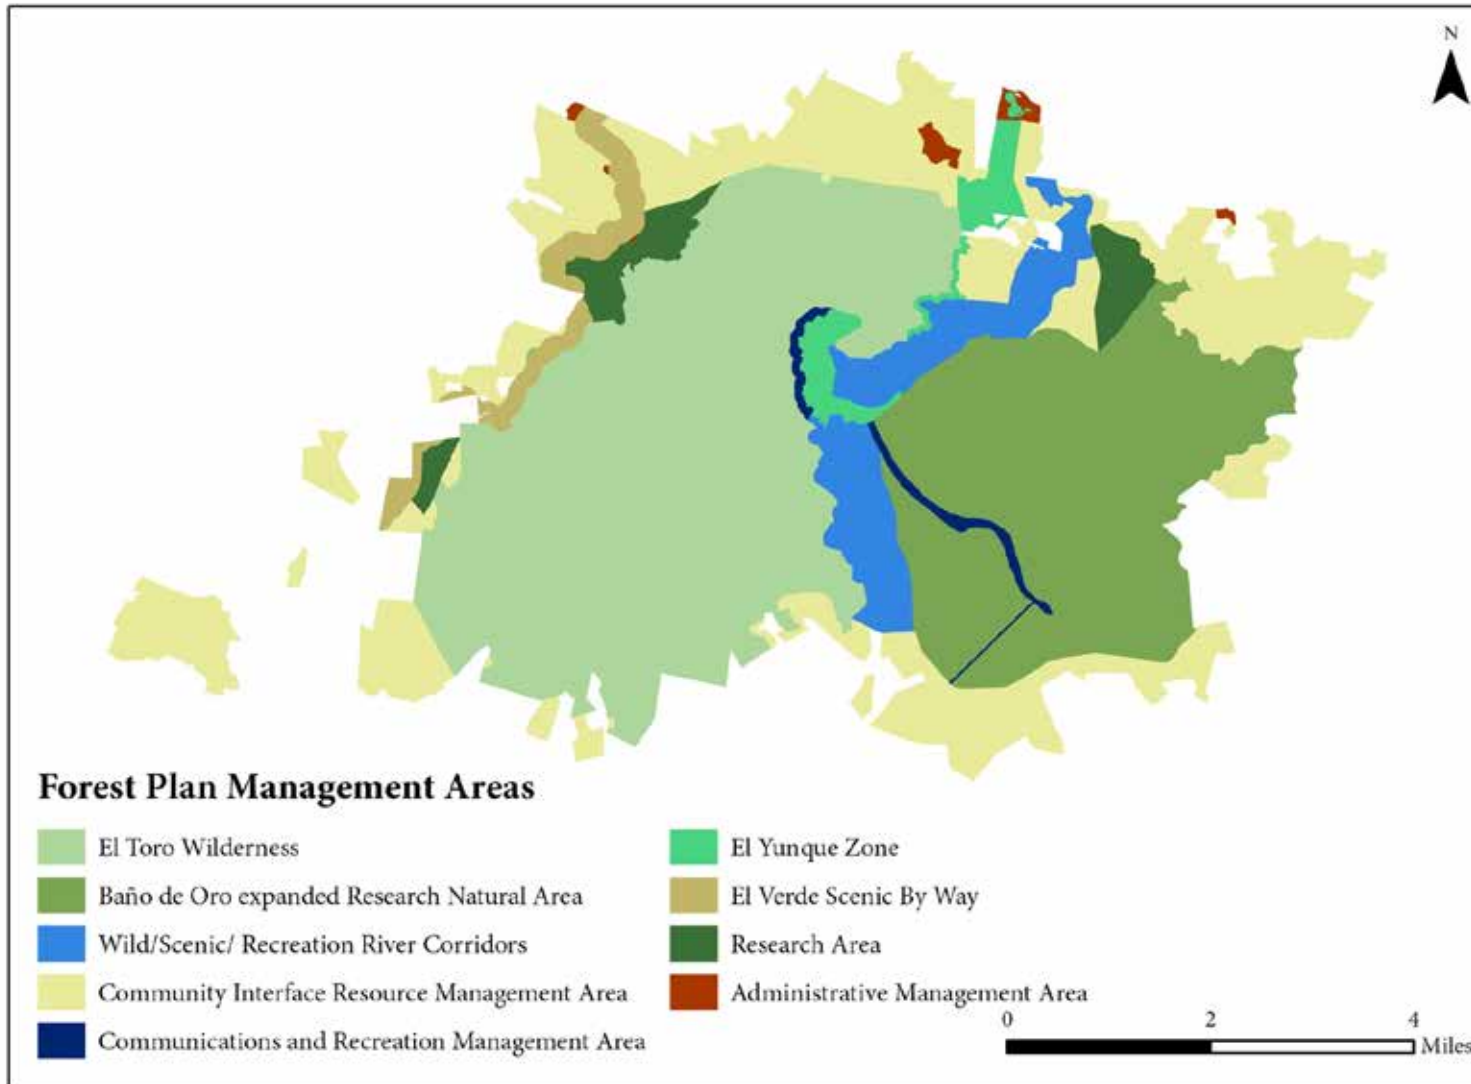 N
Forest Plan Management Areas
El Toro Wilderness
Baño de Oro expanded Research Natural Area
Wild/Scenic/ Recreation River Corridors
Community Interface Resource Management Area
Communications and Recreation Management Area
El Yunque Zone
El Verde Scenic By Way
Research Area
Administrative Management Area
0 2 4
Miles